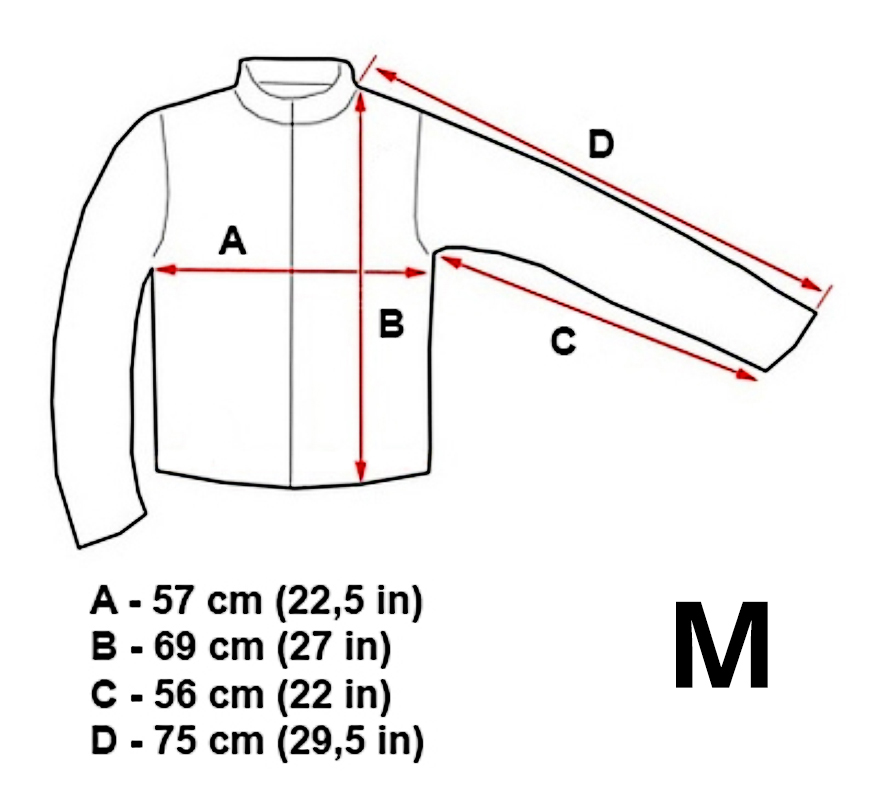 D
A
B
C
A - 57 cm (22,5 in)
B - 69 cm (27 in)
C - 56 cm (22 in)
D - 75 cm (29,5 in)
M